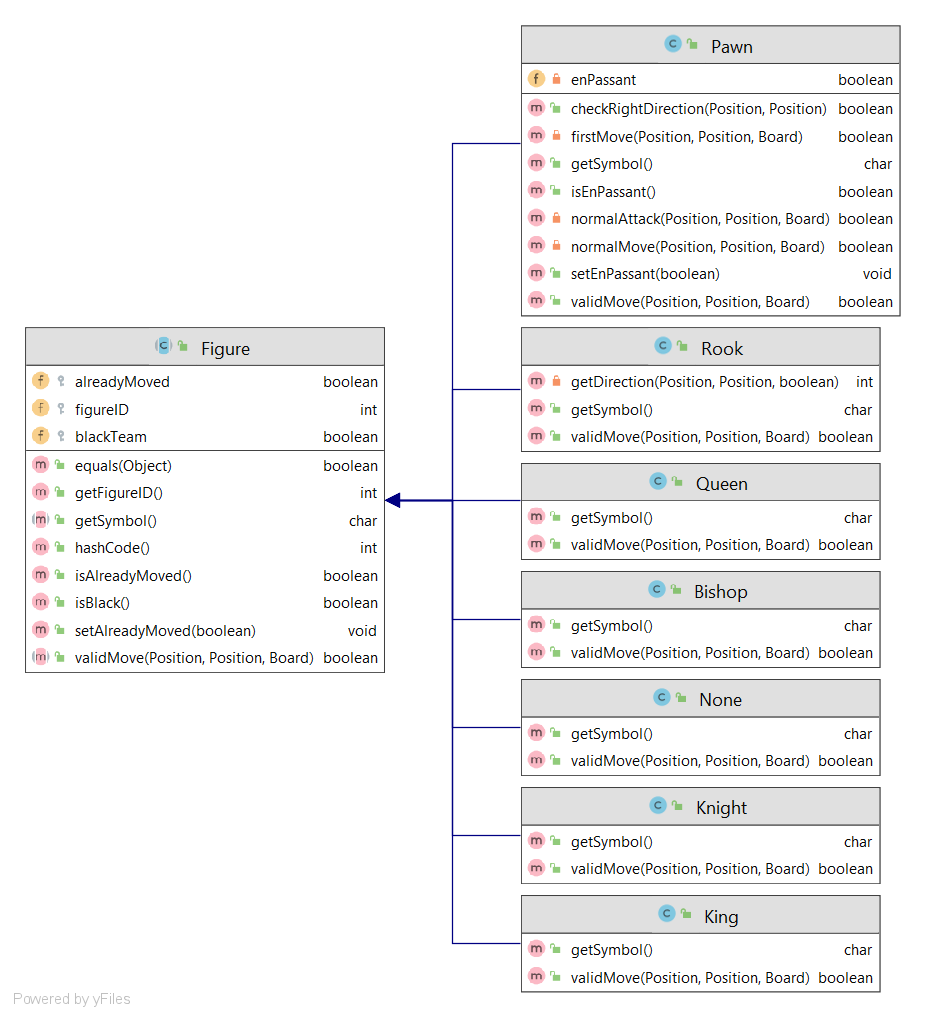 Figure
alreadyMoved boolean
figureID int
blackTeam boolean
equals(Object) boolean
getFigureID() int
getSymbol() char
hashCode() int
isAlreadyMoved() boolean
isBlack() boolean
setAlreadyMoved(boolean) void
validMove(Position, Position, Board) boolean
Pawn
enPassant boolean
checkRightDirection(Position, Position) boolean
firstMove(Position, Position, Board) boolean
getSymbol() char
isEnPassant() boolean
normalAttack(Position, Position, Board) boolean
normalMove(Position, Position, Board) boolean
setEnPassant(boolean) void
validMove(Position, Position, Board) boolean
Rook
getDirection(Position, Position, boolean) int
getSymbol() char
validMove(Position, Position, Board) boolean
Queen
getSymbol() char
validMove(Position, Position, Board) boolean
Bishop
getSymbol() char
validMove(Position, Position, Board) boolean
None
getSymbol() char
validMove(Position, Position, Board) boolean
Knight
getSymbol() char
validMove(Position, Position, Board) boolean
King
getSymbol() char
validMove(Position, Position, Board) boolean
Powered by yFiles